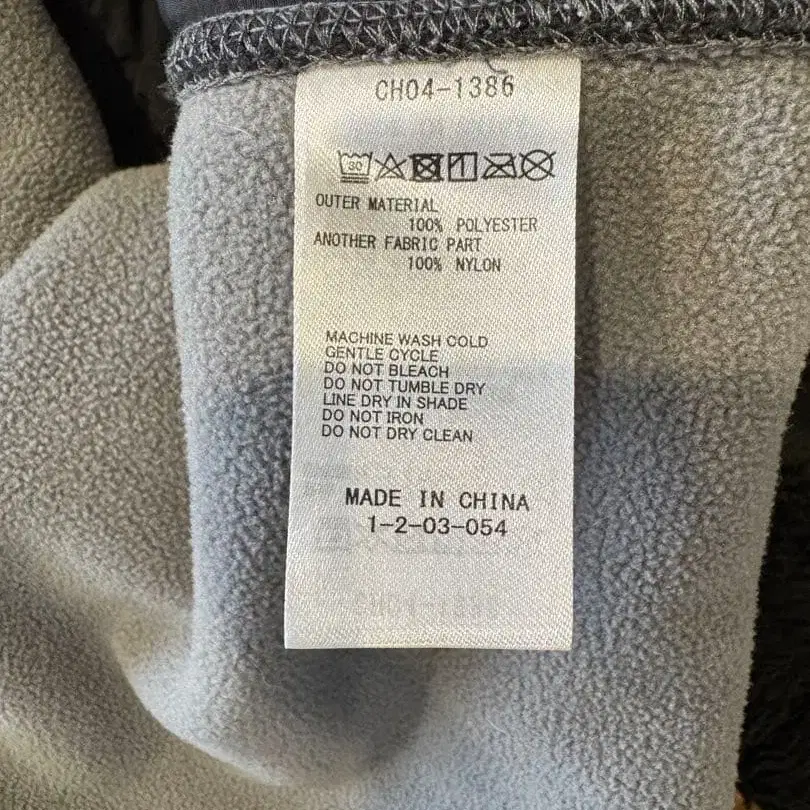 CH04-1386
30
OUTER MATERIAL
100% POLYESTER
ANOTHER FABRIC PART
100% NYLON
MACHINE WASH COLD
GENTLE CYCLE
DO NOT BLEACH
DO NOT TUMBLE DRY
LINE DRY IN SHADE
DO NOT IRON
DO NOT DRY CLEAN
MADE IN CHINA
1-2-03-054